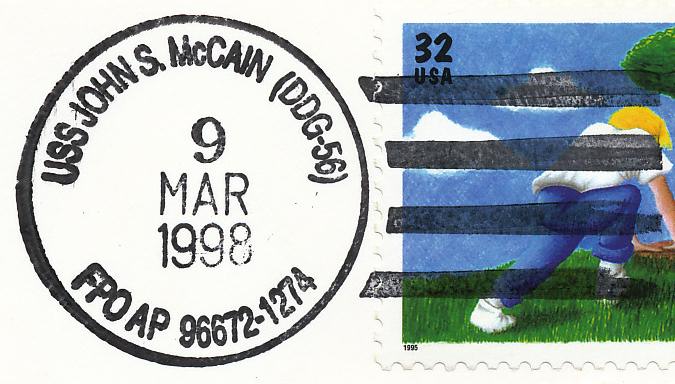 USS JOHN S. McCAIN (DDG-56)
9
MAR
1998
FPO AP 96672-1274
32
USA
1995